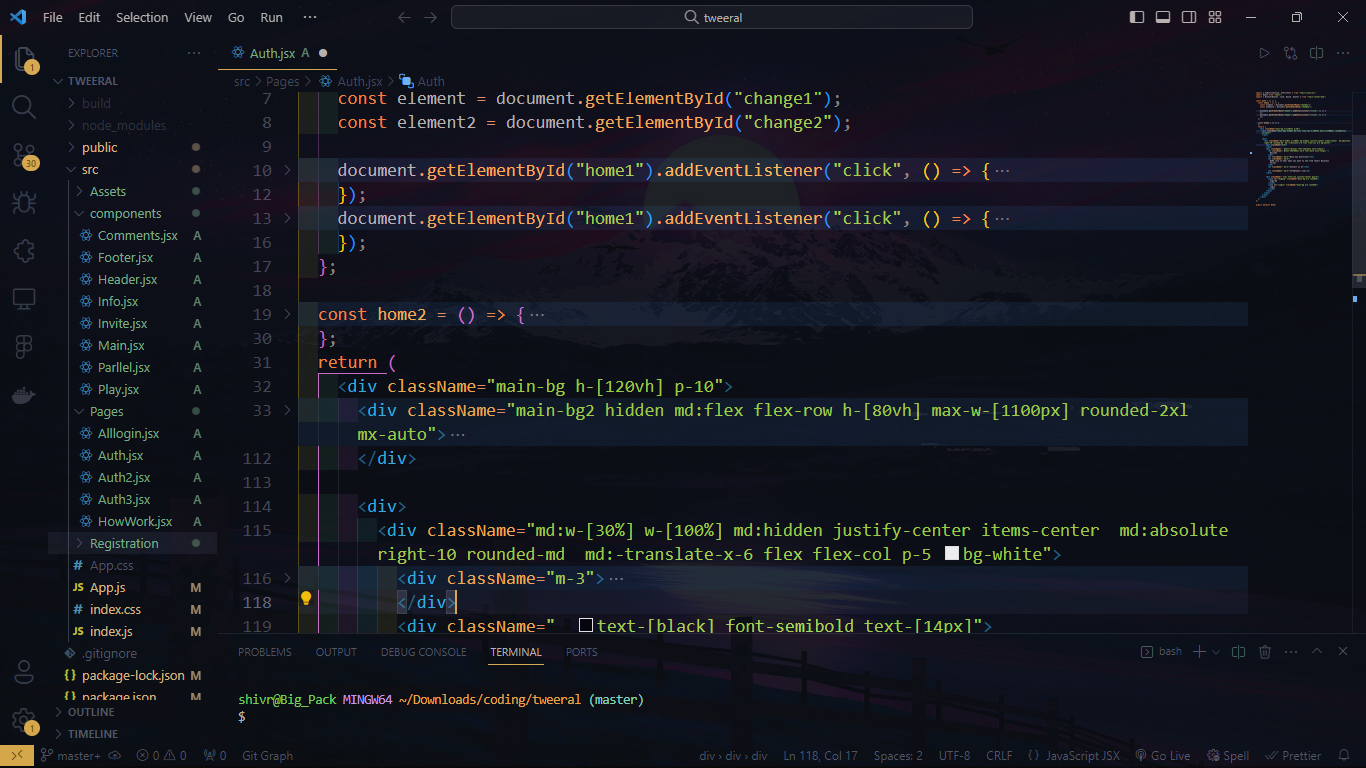 File Edit Selection View Go Run ··· tweeral
EXPLORER ···
TWEERAL
build
node_modules
public
src
Assets
components
Comments.jsx A
Footer.jsx A
Header.jsx A
Info.jsx A
Invite.jsx A
Main.jsx A
Parllel.jsx A
Play.jsx A
Pages
Alllogin.jsx A
Auth.jsx A
Auth2.jsx A
Auth3.jsx A
HowWork.jsx A
Registration
# App.css
JS App.js M
# index.css M
JS index.js M
.gitignore
{} package-lock.json M
{} package.json M
OUTLINE
TIMELINE
1
30
1
Auth.jsx A
src > Pages > Auth.jsx > Auth
7 const element = document.getElementById("change1");
8 const element2 = document.getElementById("change2");
9
10 document.getElementById("home1").addEventListener("click", () => { ···
12 });
13 document.getElementById("home1").addEventListener("click", () => { ···
16 });
17 };
18
19 const home2 = () => { ···
30 };
31 return (
32 <div className="main-bg h-[120vh] p-10">
33 <div className="main-bg2 hidden md:flex flex-row h-[80vh] max-w-[1100px] rounded-2xl
mx-auto"> ···
112 </div>
113
114 <div>
115 <div className="md:w-[30%] w-[100%] md:hidden justify-center items-center  md:absolute
right-10 rounded-md  md:-translate-x-6 flex flex-col p-5 bg-white">
116 <div className="m-3"> ···
118 </div>
119 <div className="  text-[black] font-semibold text-[14px]">
PROBLEMS OUTPUT DEBUG CONSOLE TERMINAL PORTS bash
shivr@Big_Pack MINGW64 ~/Downloads/coding/tweeral (master)
$
master+ 0 0 0 Git Graph div › div › div Ln 118, Col 17 Spaces: 2 UTF-8 CRLF {} JavaScript JSX Go Live Spell Prettier